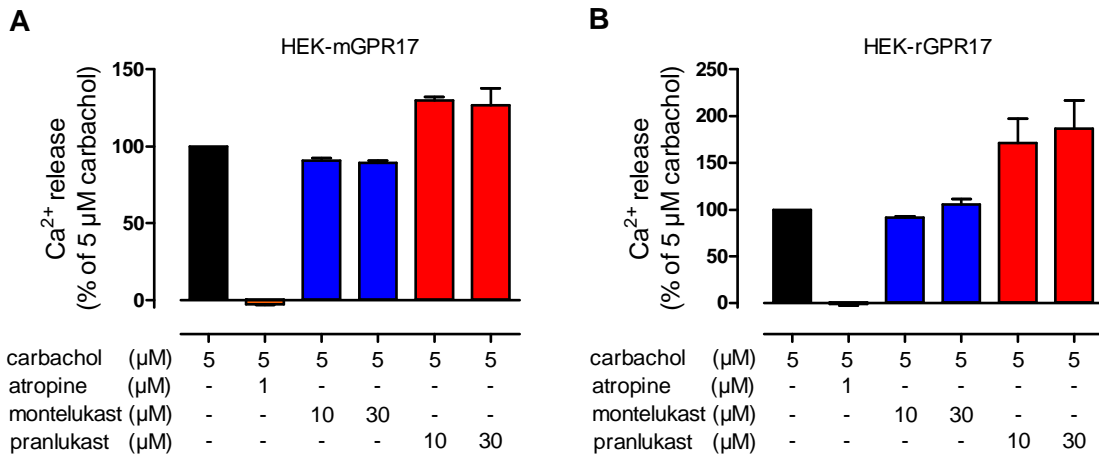 A
HEK-mGPR17
Ca2+ release
(% of 5 µM carbachol)
150
100
50
0
carbachol (µM) 5 5 5 5 5 5
atropine (µM) - 1 - - - -
montelukast (µM) - - 10 30 - -
pranlukast (µM) - - - - 10 30
B
HEK-rGPR17
Ca2+ release
(% of 5 µM carbachol)
250
200
150
100
50
0
carbachol (µM) 5 5 5 5 5 5
atropine (µM) - 1 - - - -
montelukast (µM) - - 10 30 - -
pranlukast (µM) - - - - 10 30